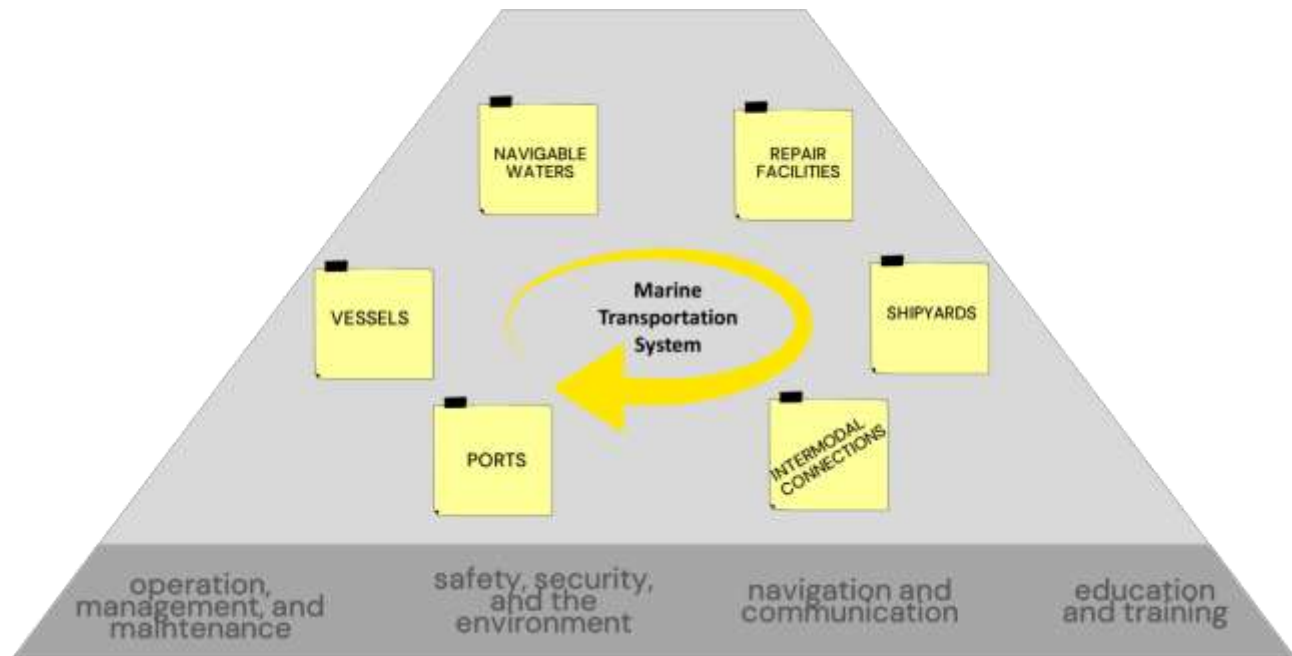 NAVIGABLE
WATERS
REPAIR
FACILITIES
Marine
Transportation
System
VESSELS
SHIPYARDS
PORTS
INTERMODAL
CONNECTIONS
operation,
management, and
maintenance
safety, security,
and the
environment
navigation and
communication
education
and training